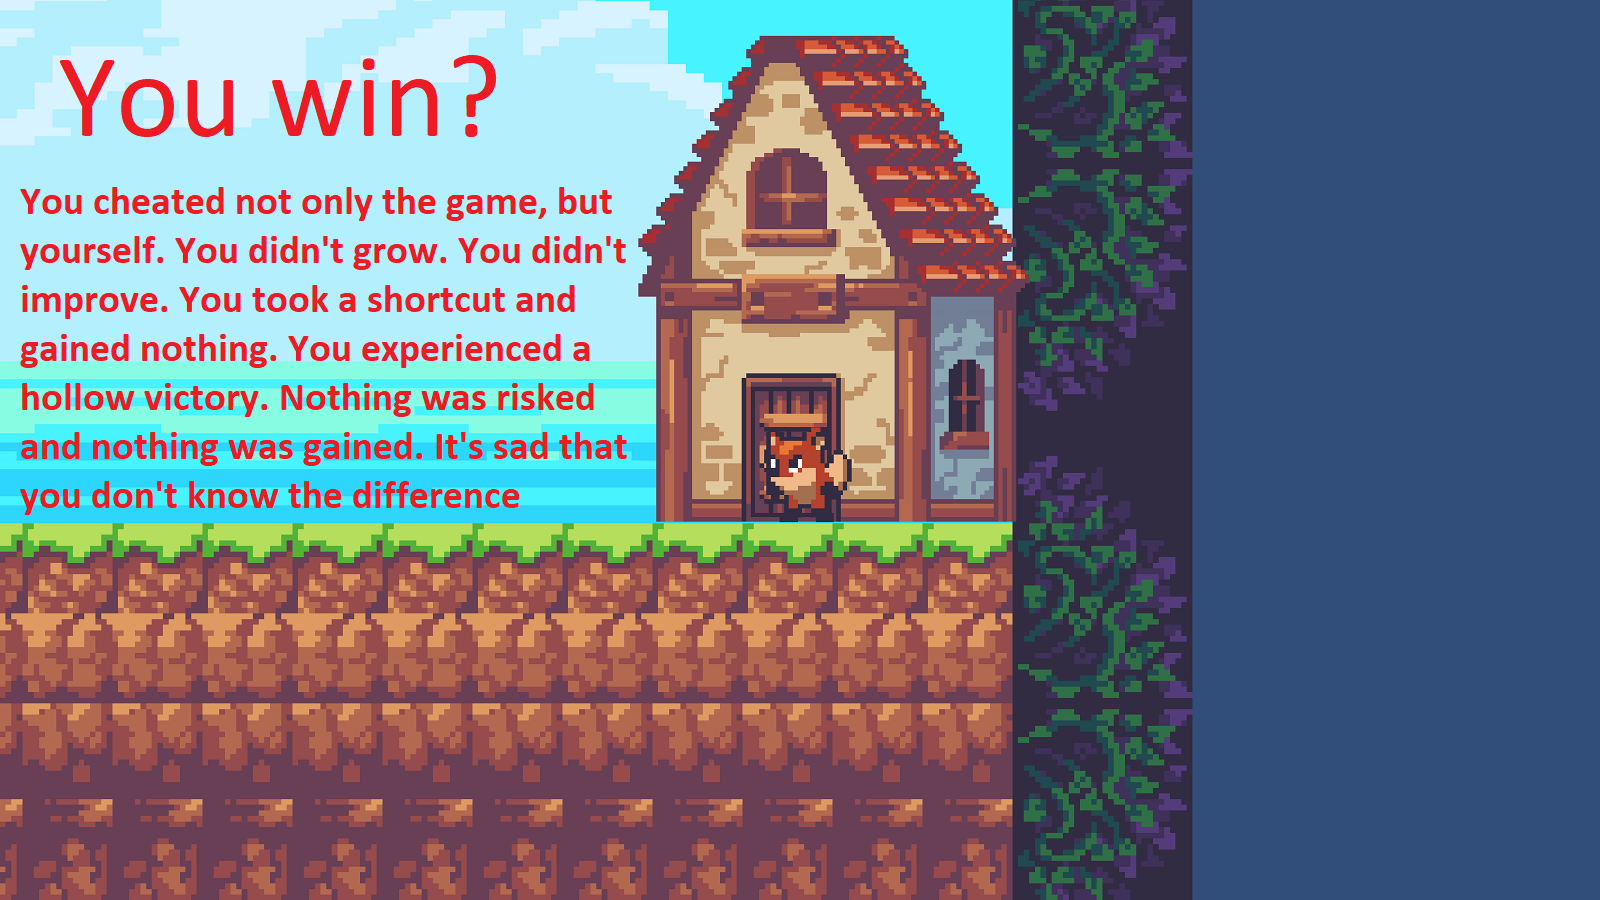 You win?
You cheated not only the game, but
yourself. You didn't grow. You didn't
improve. You took a shortcut and
gained nothing. You experienced a
hollow victory. Nothing was risked
and nothing was gained. It's sad that
you don't know the difference